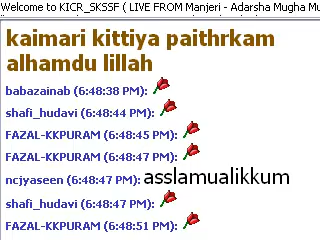 Welcome to KICR_SKSSF ( LIVE FROM Manjeri - Adarsha Mugha Mu
kaimari kittiya paithrkam
alhamdu lillah
babazainab (6:48:38 PM):
shafi_hudavi (6:48:44 PM):
FAZAL-KKPURAM (6:48:45 PM):
FAZAL-KKPURAM (6:48:47 PM):
ncjyaseen (6:48:47 PM): asslamualikkum
shafi_hudavi (6:48:47 PM):
FAZAL-KKPURAM (6:48:51 PM):